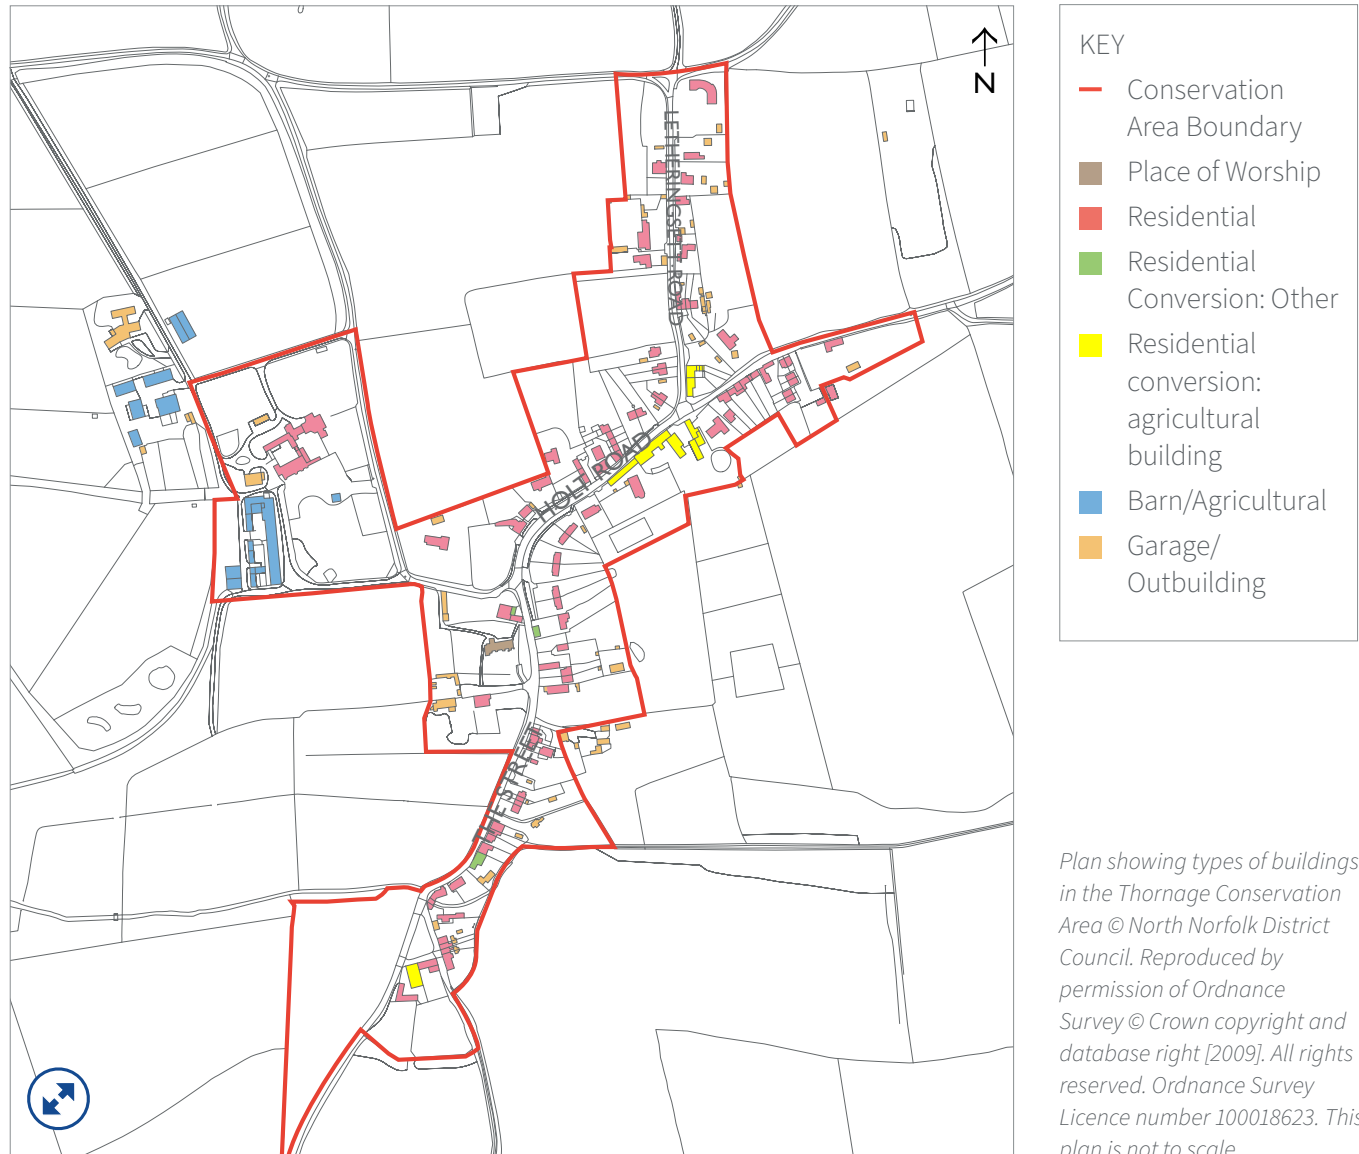 N
LETHERINGSETT ROAD
HOLT ROAD
THE STREET
KEY
Conservation
Area Boundary
Place of Worship
Residential
Residential
Conversion: Other
Residential
conversion:
agricultural
building
Barn/Agricultural
Garage/
Outbuilding
Plan showing types of buildings
in the Thornage Conservation
Area © North Norfolk District
Council. Reproduced by
permission of Ordnance
Survey © Crown copyright and
database right [2009]. All rights
reserved. Ordnance Survey
Licence number 100018623. This
plan is not to scale